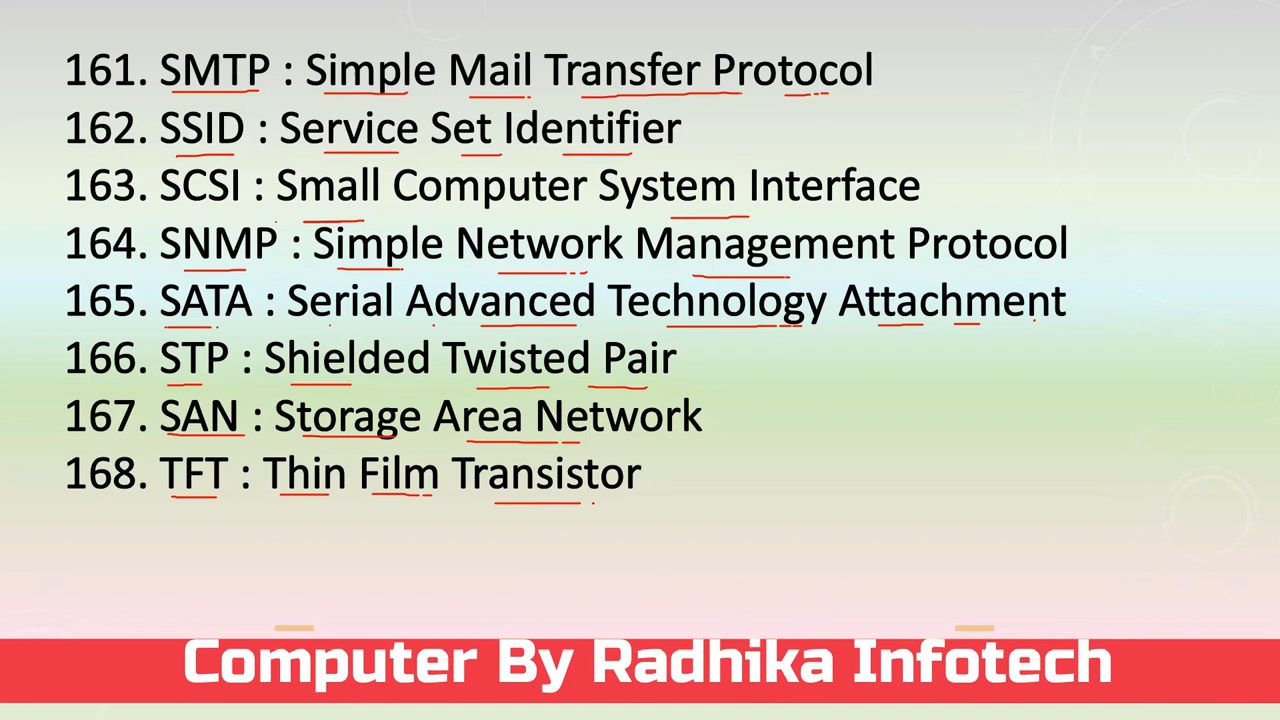 161. SMTP : Simple Mail Transfer Protocol
162. SSID : Service Set Identifier
163. SCSI : Small Computer System Interface
164. SNMP : Simple Network Management Protocol
165. SATA : Serial Advanced Technology Attachment
166. STP : Shielded Twisted Pair
167. SAN : Storage Area Network
168. TFT : Thin Film Transistor
Computer By Radhika Infotech